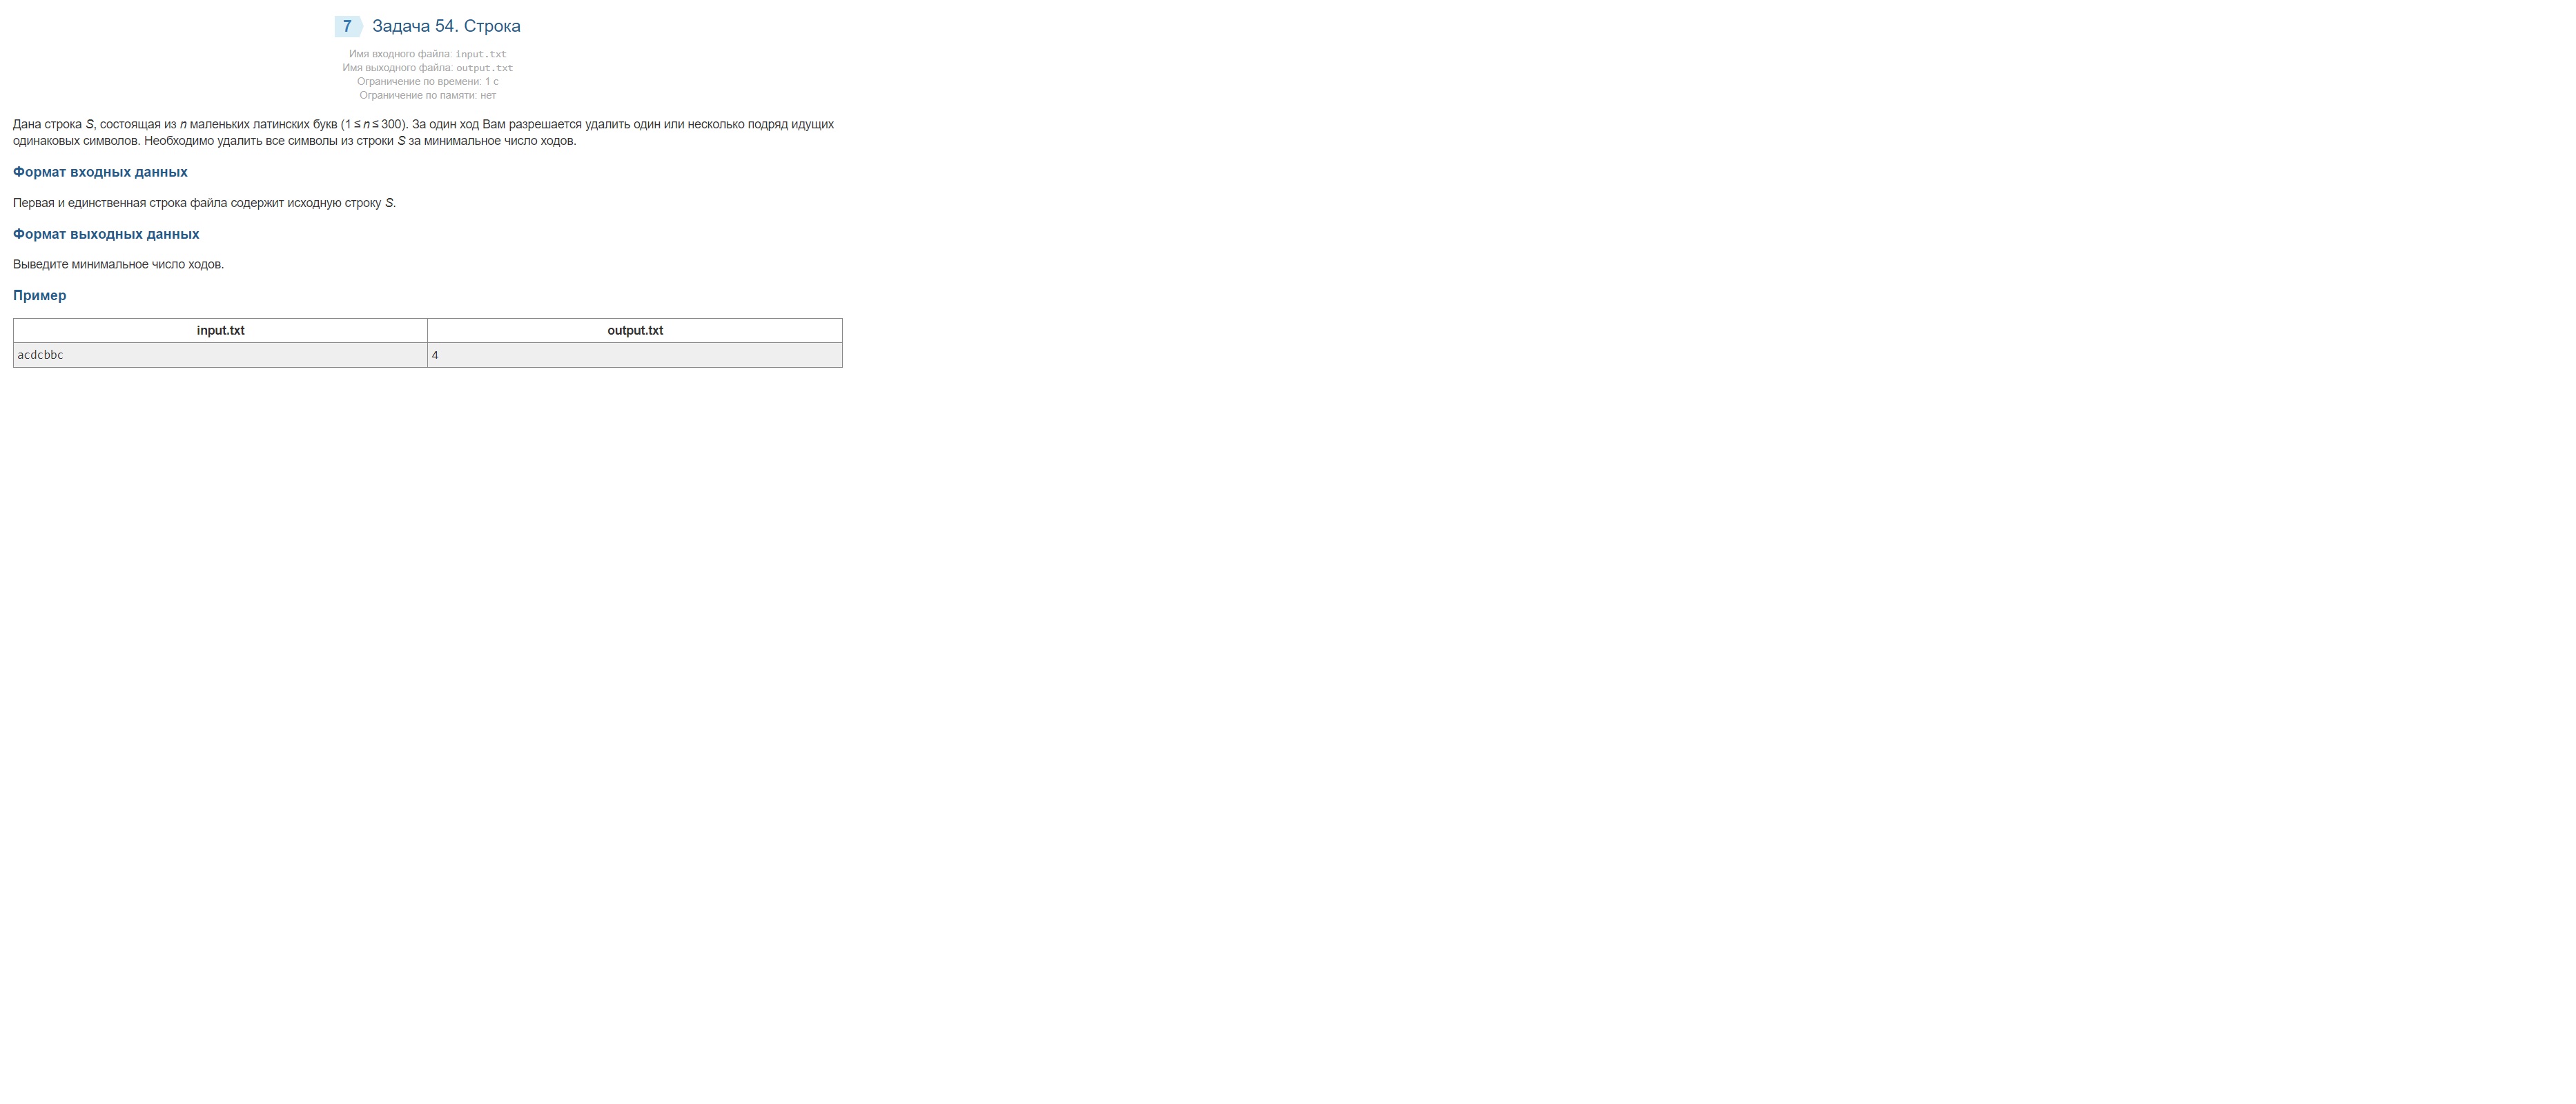 7 Задача 54. Строка
Имя входного файла: input.txt
Имя выходного файла: output.txt
Ограничение по времени: 1 с
Ограничение по памяти: нет
Дана строка S, состоящая из n маленьких латинских букв (1 ≤ n ≤ 300). За один ход Вам разрешается удалить один или несколько подряд идущих
одинаковых символов. Необходимо удалить все символы из строки S за минимальное число ходов.
Формат входных данных
Первая и единственная строка файла содержит исходную строку S.
Формат выходных данных
Выведите минимальное число ходов.
Пример
input.txt output.txt
acdcbbc 4